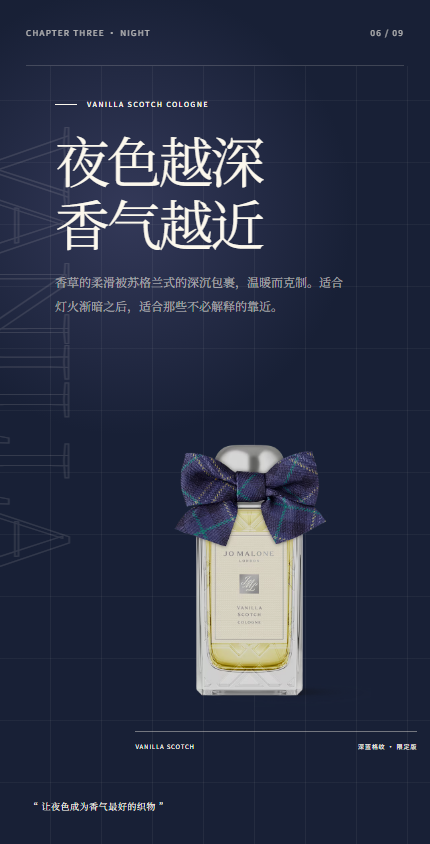 CHAPTER THREE • NIGHT
06 / 09
VANILLA SCOTCH COLOGNE
夜色越深
香气越近
香草的柔滑被苏格兰式的深沉包裹，温暖而克制。适合
灯火渐暗之后，适合那些不必解释的靠近。
JO MALONE
LONDON
VANILLA
SCOTCH
COLOGNE
VANILLA SCOTCH
深蓝格纹 • 限定版
“ 让夜色成为香气最好的织物 ”